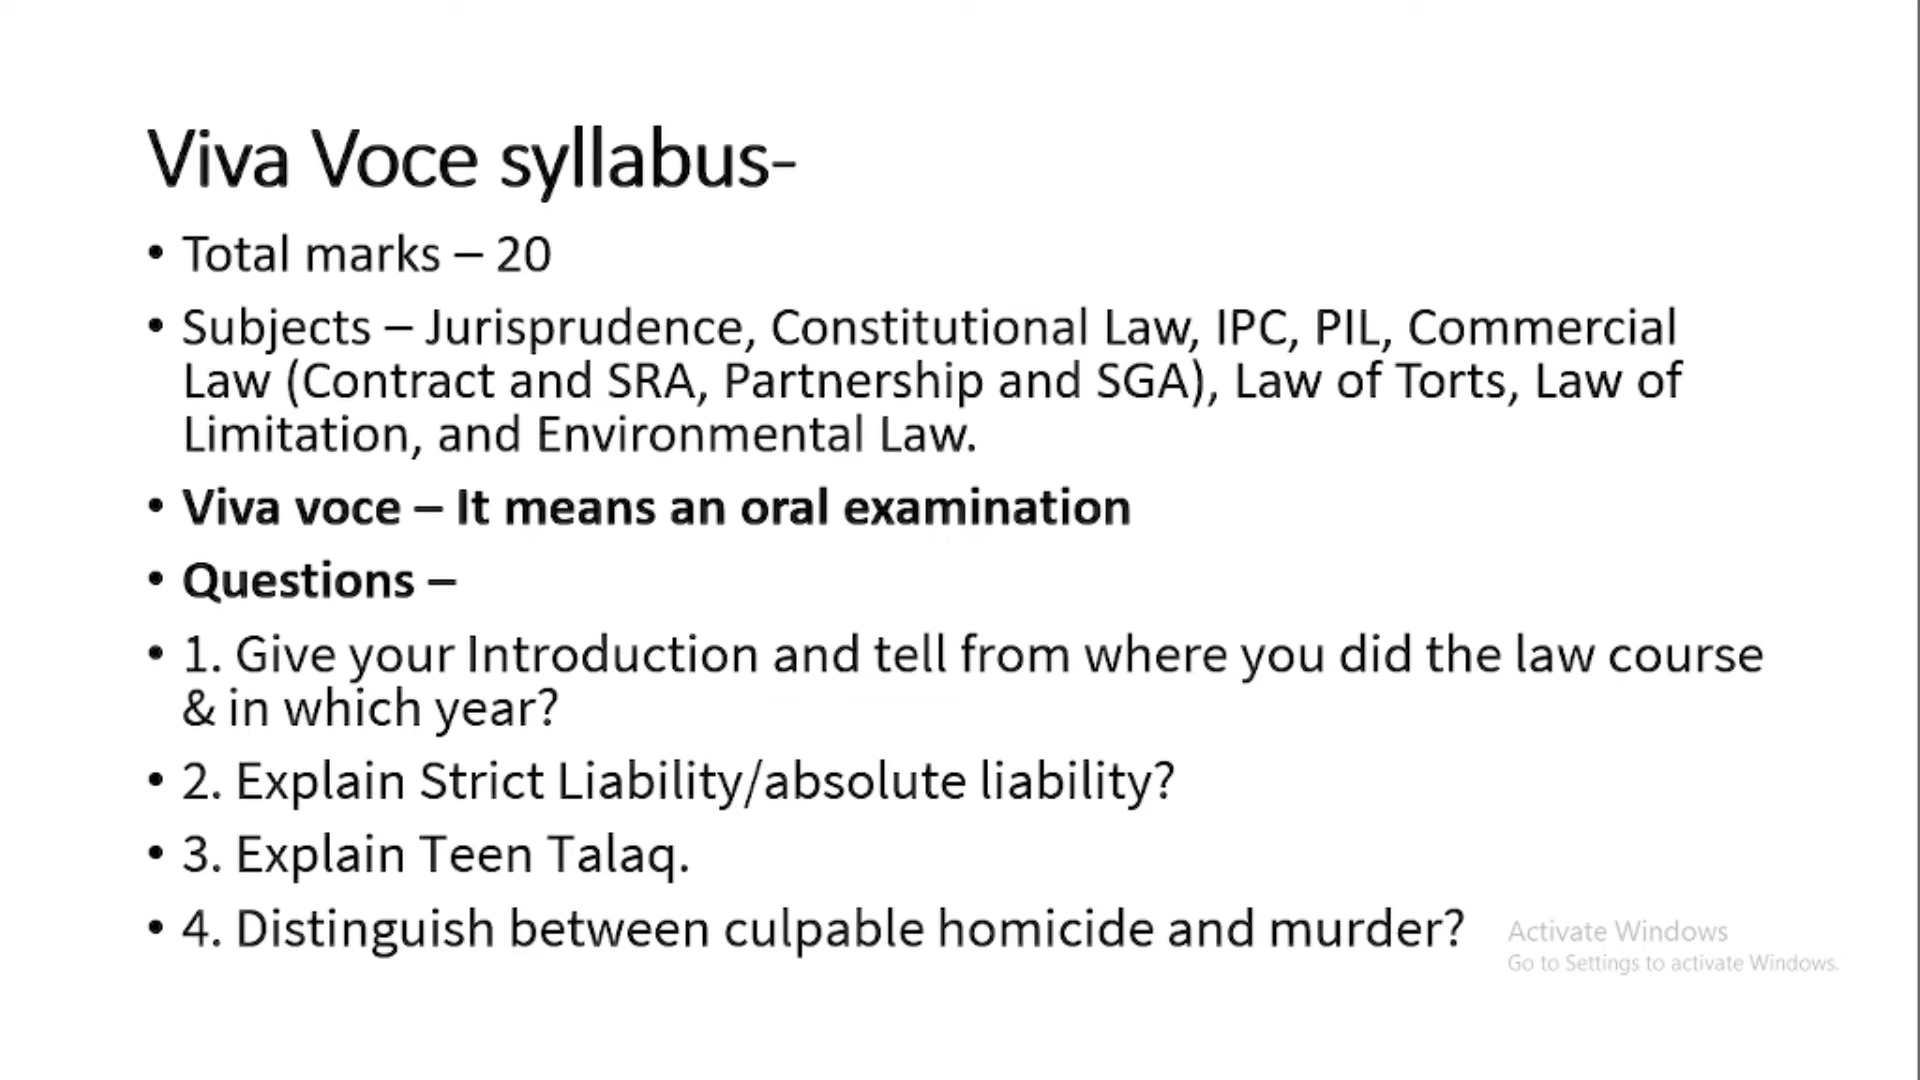 Viva Voce syllabus-
• Total marks – 20
• Subjects – Jurisprudence, Constitutional Law, IPC, PIL, Commercial
Law (Contract and SRA, Partnership and SGA), Law of Torts, Law of
Limitation, and Environmental Law.
• Viva voce – It means an oral examination
• Questions –
• 1. Give your Introduction and tell from where you did the law course
& in which year?
• 2. Explain Strict Liability/absolute liability?
• 3. Explain Teen Talaq.
• 4. Distinguish between culpable homicide and murder?
Activate Windows
Go to Settings to activate Windows.